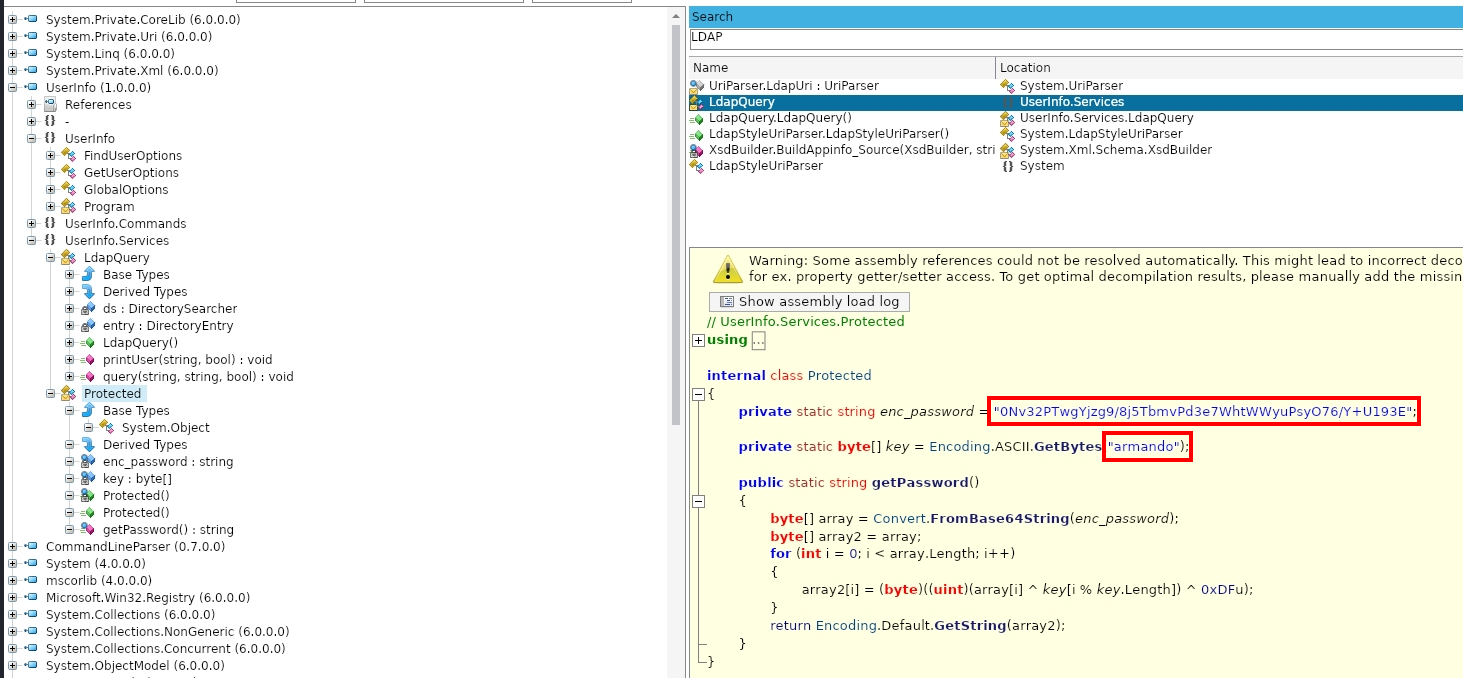 System.Private.CoreLib (6.0.0.0)
System.Private.Uri (6.0.0.0)
System.Linq (6.0.0.0)
System.Private.Xml (6.0.0.0)
UserInfo (1.0.0.0)
References
{} -
{} UserInfo
FindUserOptions
GetUserOptions
GlobalOptions
Program
{} UserInfo.Commands
{} UserInfo.Services
LdapQuery
Base Types
Derived Types
ds : DirectorySearcher
entry : DirectoryEntry
LdapQuery()
printUser(string, bool) : void
query(string, string, bool) : void
Protected
Base Types
System.Object
Derived Types
enc_password : string
key : byte[]
Protected()
Protected()
getPassword() : string
CommandLineParser (0.7.0.0)
System (4.0.0.0)
mscorlib (4.0.0.0)
Microsoft.Win32.Registry (6.0.0.0)
System.Collections (6.0.0.0)
System.Collections.NonGeneric (6.0.0.0)
System.Collections.Concurrent (6.0.0.0)
System.ObjectModel (6.0.0.0)
Search
LDAP
Name Location
UriParser.LdapUri : UriParser System.UriParser
LdapQuery UserInfo.Services
LdapQuery.LdapQuery() UserInfo.Services.LdapQuery
LdapStyleUriParser.LdapStyleUriParser() System.LdapStyleUriParser
XsdBuilder.BuildAppinfo_Source(XsdBuilder, stri System.Xml.Schema.XsdBuilder
LdapStyleUriParser {} System
Warning: Some assembly references could not be resolved automatically. This might lead to incorrect deco
for ex. property getter/setter access. To get optimal decompilation results, please manually add the missin
Show assembly load log
// UserInfo.Services.Protected
using ...
internal class Protected
{
private static string enc_password = "0Nv32PTwgYjzg9/8j5TbmvPd3e7WhtWWyuPsyO76/Y+U193E";
private static byte[] key = Encoding.ASCII.GetBytes("armando");
public static string getPassword()
{
byte[] array = Convert.FromBase64String(enc_password);
byte[] array2 = array;
for (int i = 0; i < array.Length; i++)
{
array2[i] = (byte)((uint)(array[i] ^ key[i % key.Length]) ^ 0xDFu);
}
return Encoding.Default.GetString(array2);
}
}